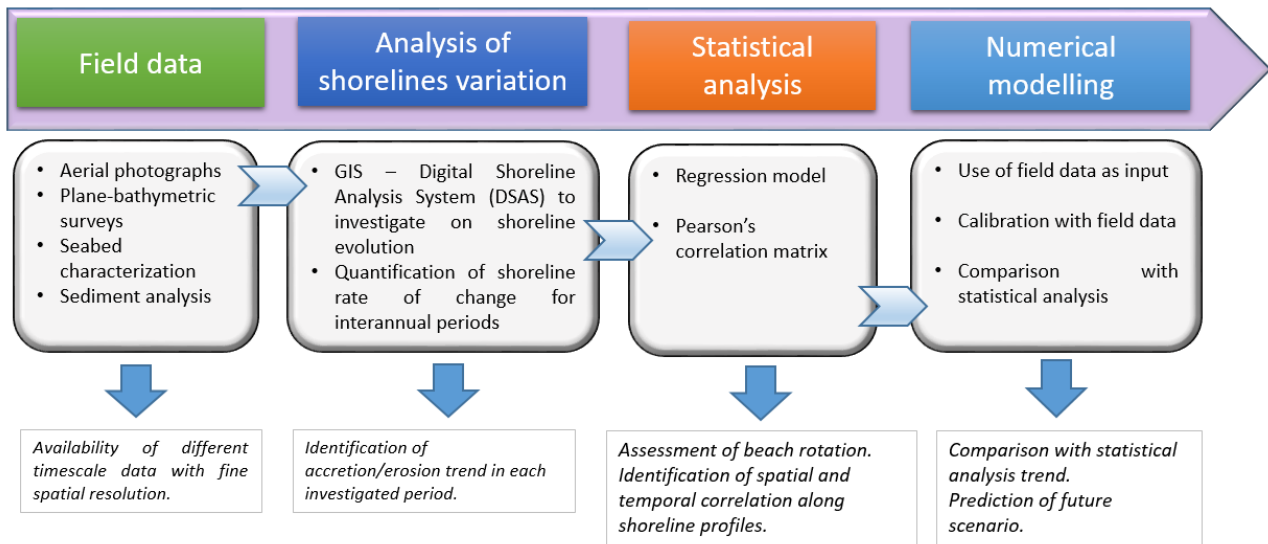 Field data
Analysis of
shorelines variation
Statistical
analysis
Numerical
modelling
• Aerial photographs
• Plane-bathymetric
surveys
• Seabed
characterization
• Sediment analysis
• GIS – Digital Shoreline
Analysis System (DSAS) to
investigate on shoreline
evolution
• Quantification of shoreline
rate of change for
interannual periods
• Regression model
• Pearson’s
correlation matrix
• Use of field data as input
• Calibration with field data
• Comparison with
statistical analysis
Availability of different
timescale data with fine
spatial resolution.
Identification of
accretion/erosion trend in each
investigated period.
Assessment of beach rotation.
Identification of spatial and
temporal correlation along
shoreline profiles.
Comparison with statistical
analysis trend.
Prediction of future
scenario.